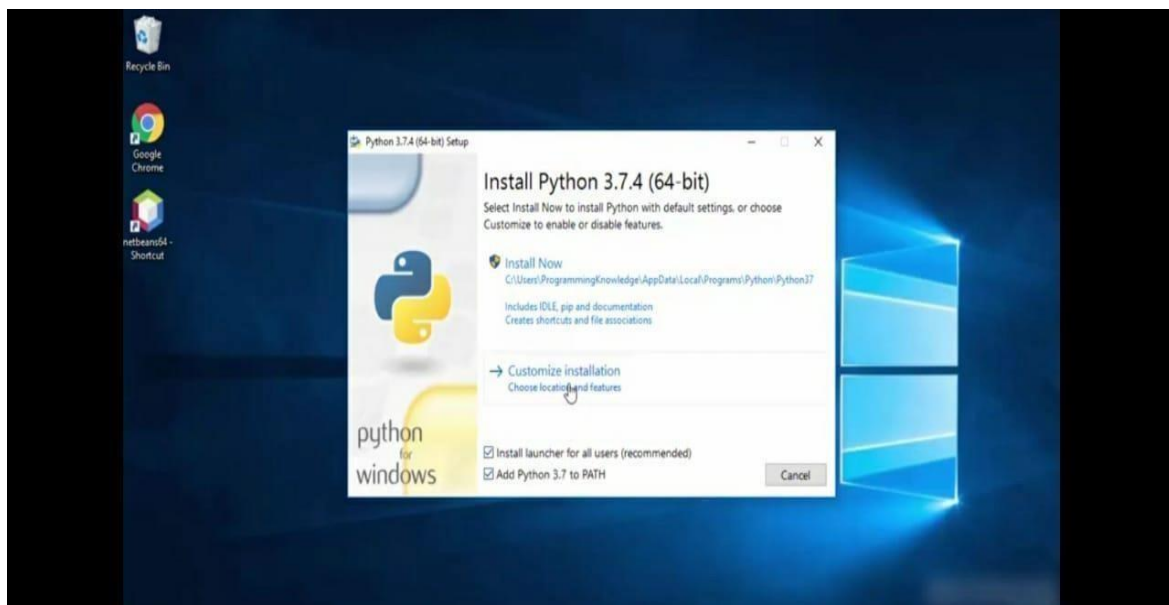 Recycle Bin
Google
Chrome
netbeans64 -
Shortcut
Python 3.7.4 (64-bit) Setup
Install Python 3.7.4 (64-bit)
Select Install Now to install Python with default settings, or choose
Customize to enable or disable features.
Install Now
C:\Users\ProgrammingKnowledge\AppData\Local\Programs\Python\Python37
Includes IDLE, pip and documentation
Creates shortcuts and file associations
Customize installation
Choose location and features
python
for
windows
Install launcher for all users (recommended)
Add Python 3.7 to PATH
Cancel